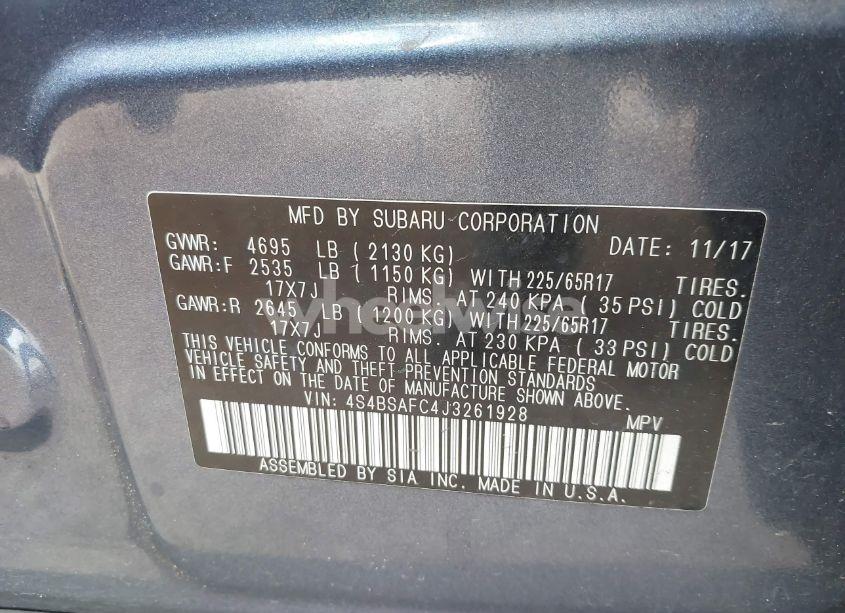 MFD BY SUBARU CORPORATION
GVWR: 4695 LB ( 2130 KG) DATE: 11/17
GAWR:F 2535 LB ( 1150 KG) WITH 225/65R17 TIRES.
17X7J RIMS. AT 240 KPA ( 35 PSI) COLD
GAWR:R 2645 LB ( 1200 KG) WITH 225/65R17 TIRES.
17X7J RIMS. AT 230 KPA ( 33 PSI) COLD
THIS VEHICLE CONFORMS TO ALL APPLICABLE FEDERAL MOTOR
VEHICLE SAFETY AND THEFT PREVENTION STANDARDS
IN EFFECT ON THE DATE OF MANUFACTURE SHOWN ABOVE.
VIN: 4S4BSAFC4J3261928 MPV
ASSEMBLED BY SIA INC. MADE IN U.S.A.